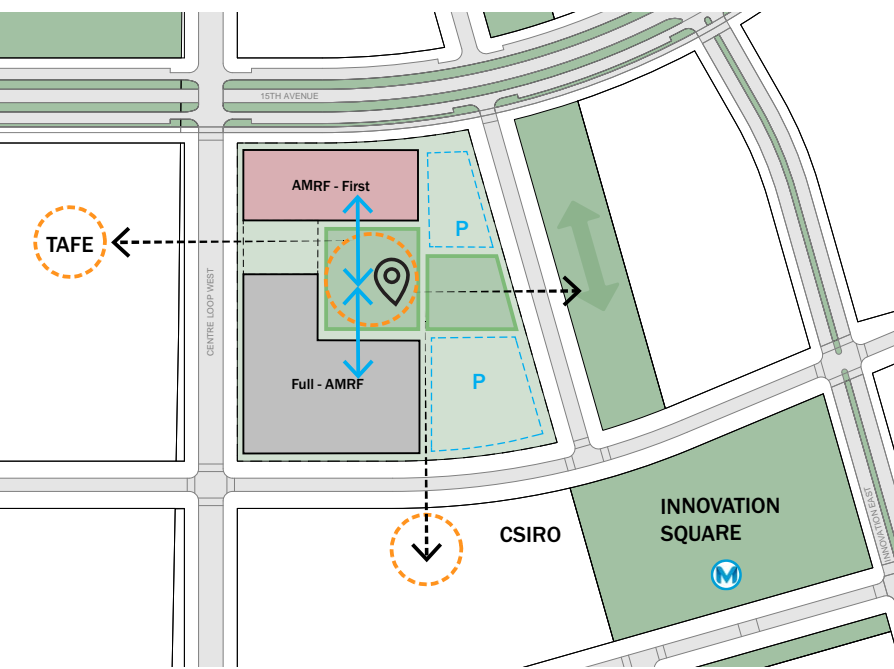 15TH AVENUE
AMRF - First
P
TAFE
CENTRE LOOP WEST
Full - AMRF
P
INNOVATION
SQUARE
CSIRO
INNOVATION EAST
M